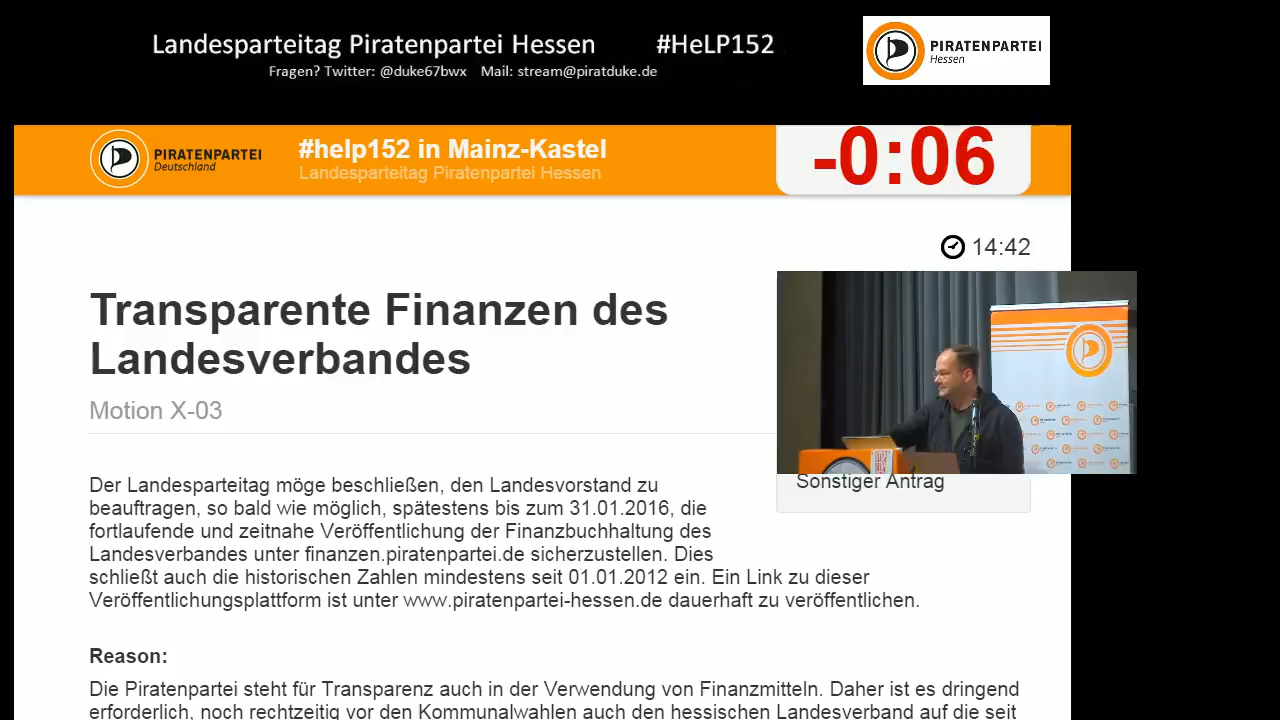 Landesparteitag Piratenpartei Hessen #HeLP152
Fragen? Twitter: @duke67bwx Mail: stream@piratduke.de
PIRATENPARTEI
Hessen
PIRATENPARTEI
Deutschland
#help152 in Mainz-Kastel
Landesparteitag Piratenpartei Hessen
-0:06
14:42
Transparente Finanzen des
Landesverbandes
Motion X-03
Sonstiger Antrag
Der Landesparteitag möge beschließen, den Landesvorstand zu
beauftragen, so bald wie möglich, spätestens bis zum 31.01.2016, die
fortlaufende und zeitnahe Veröffentlichung der Finanzbuchhaltung des
Landesverbandes unter finanzen.piratenpartei.de sicherzustellen. Dies
schließt auch die historischen Zahlen mindestens seit 01.01.2012 ein. Ein Link zu dieser
Veröffentlichungsplattform ist unter www.piratenpartei-hessen.de dauerhaft zu veröffentlichen.
Reason:
Die Piratenpartei steht für Transparenz auch in der Verwendung von Finanzmitteln. Daher ist es dringend
erforderlich, noch rechtzeitig vor den Kommunalwahlen auch den hessischen Landesverband auf die seit